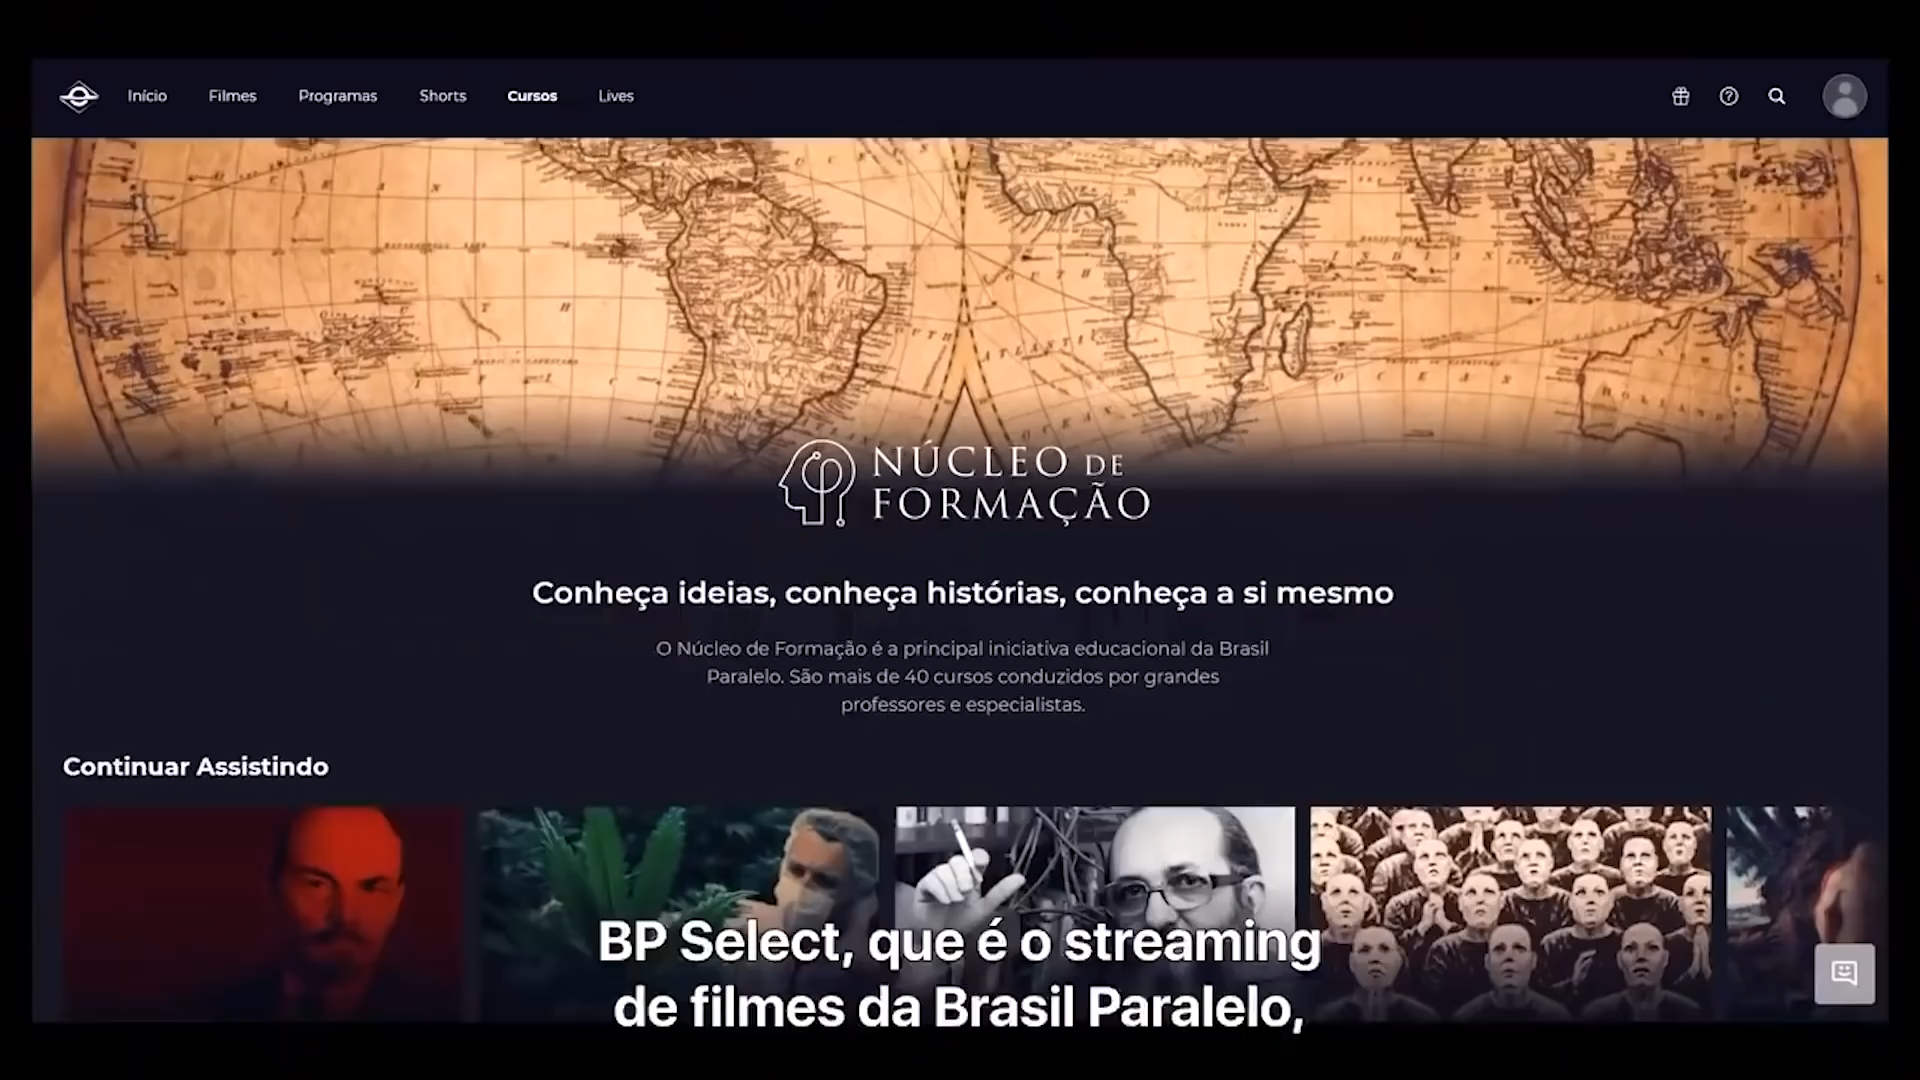 Início Filmes Programas Shorts Cursos Lives
NÚCLEO DE
FORMAÇÃO
Conheça ideias, conheça histórias, conheça a si mesmo
O Núcleo de Formação é a principal iniciativa educacional da Brasil
Paralelo. São mais de 40 cursos conduzidos por grandes
professores e especialistas.
Continuar Assistindo
BP Select, que é o streaming
de filmes da Brasil Paralelo,